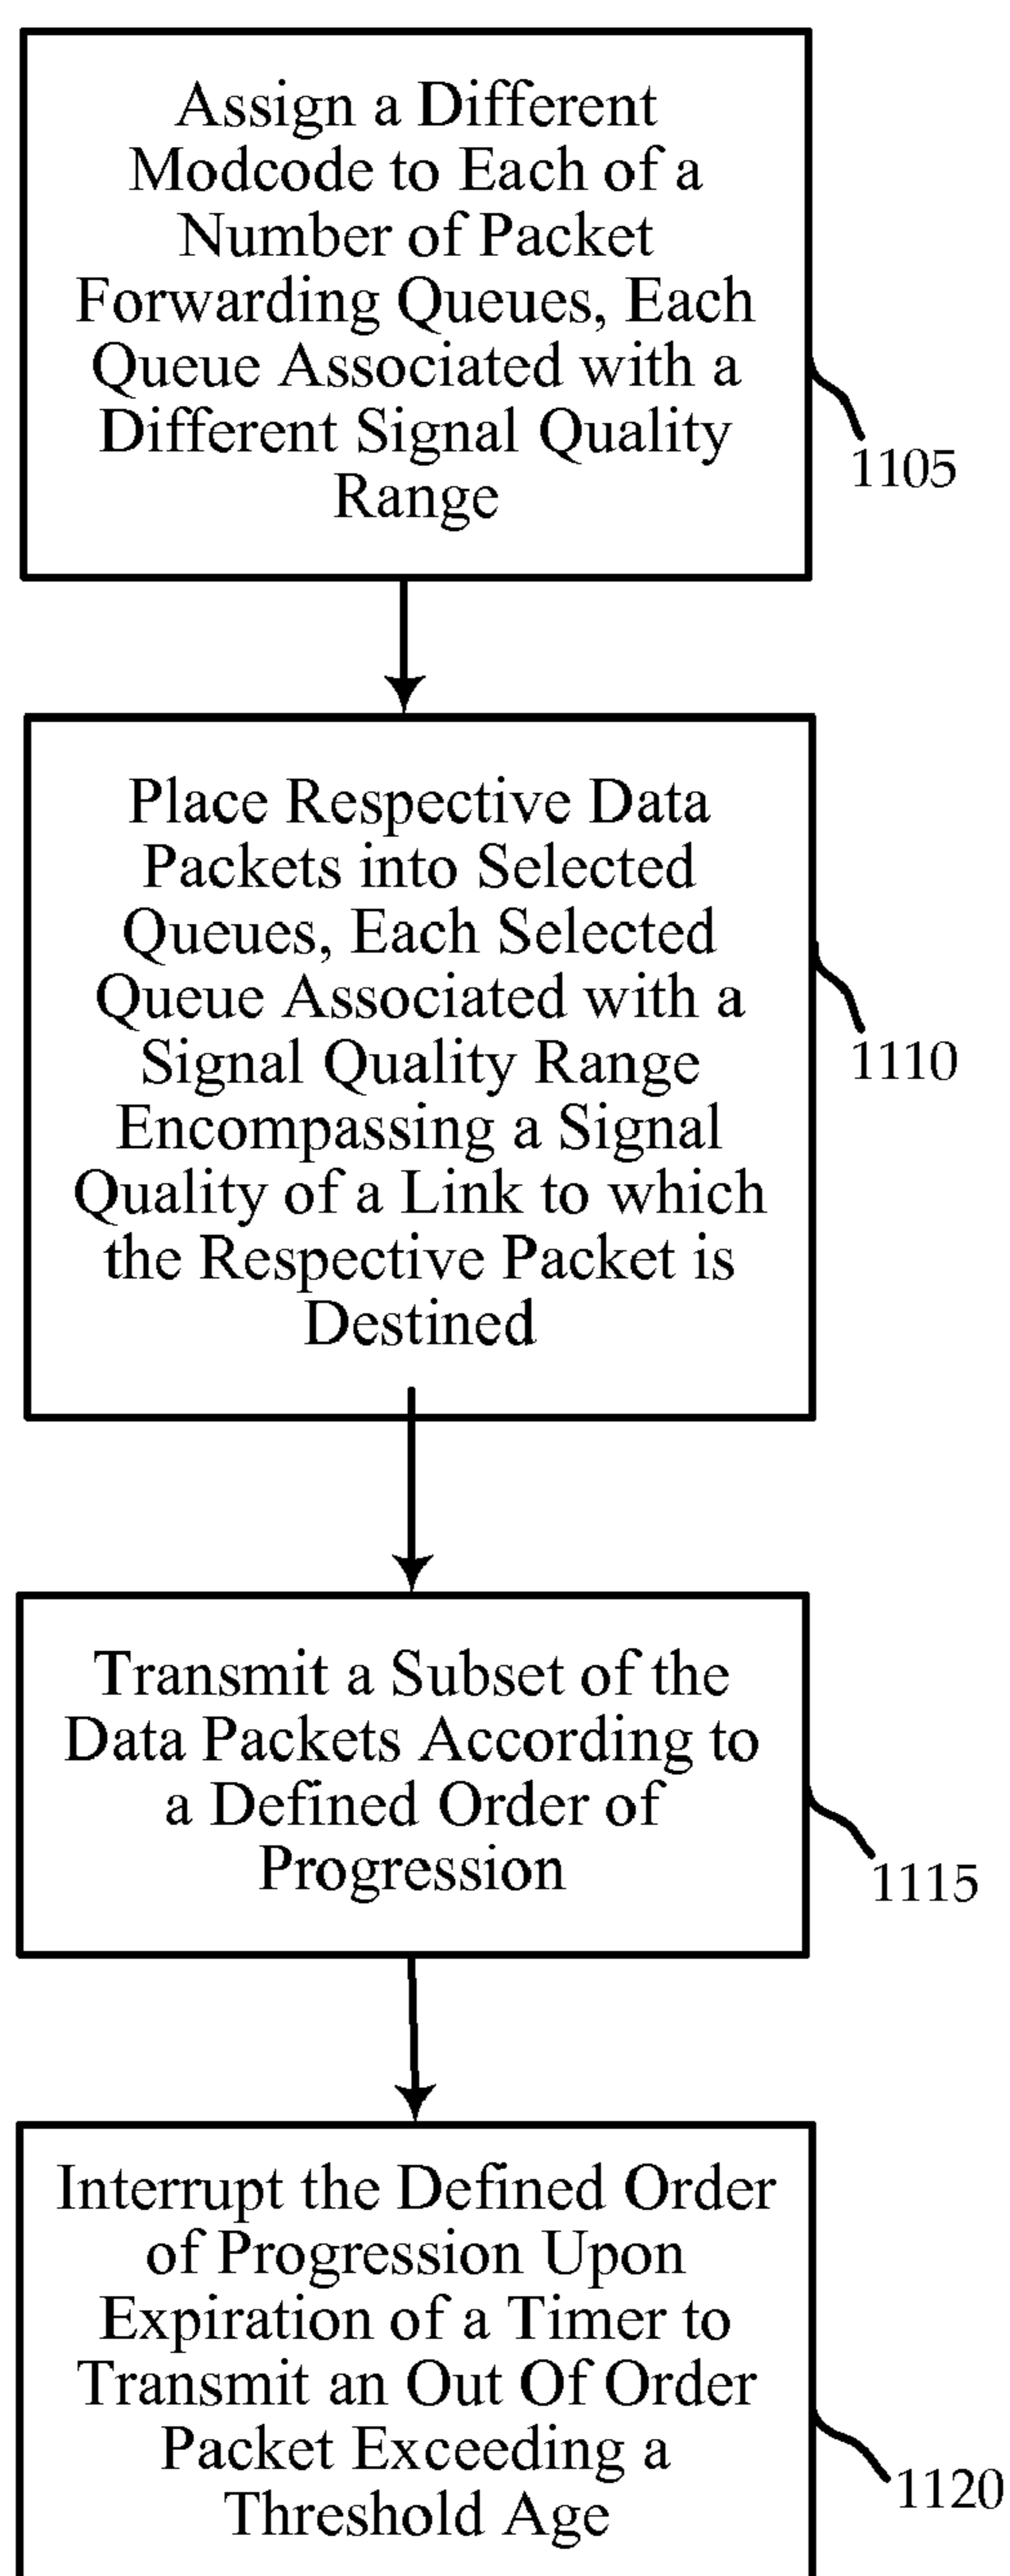 Assign a Different
Modcode to Each of a
Number of Packet
Forwarding Queues, Each
Queue Associated with a
Different Signal Quality
Range
1105
Place Respective Data
Packets into Selected
Queues, Each Selected
Queue Associated with a
Signal Quality Range
Encompassing a Signal
Quality of a Link to which
the Respective Packet is
Destined
1110
Transmit a Subset of the
Data Packets According to
a Defined Order of
Progression
1115
Interrupt the Defined Order
of Progression Upon
Expiration of a Timer to
Transmit an Out Of Order
Packet Exceeding a
Threshold Age
1120